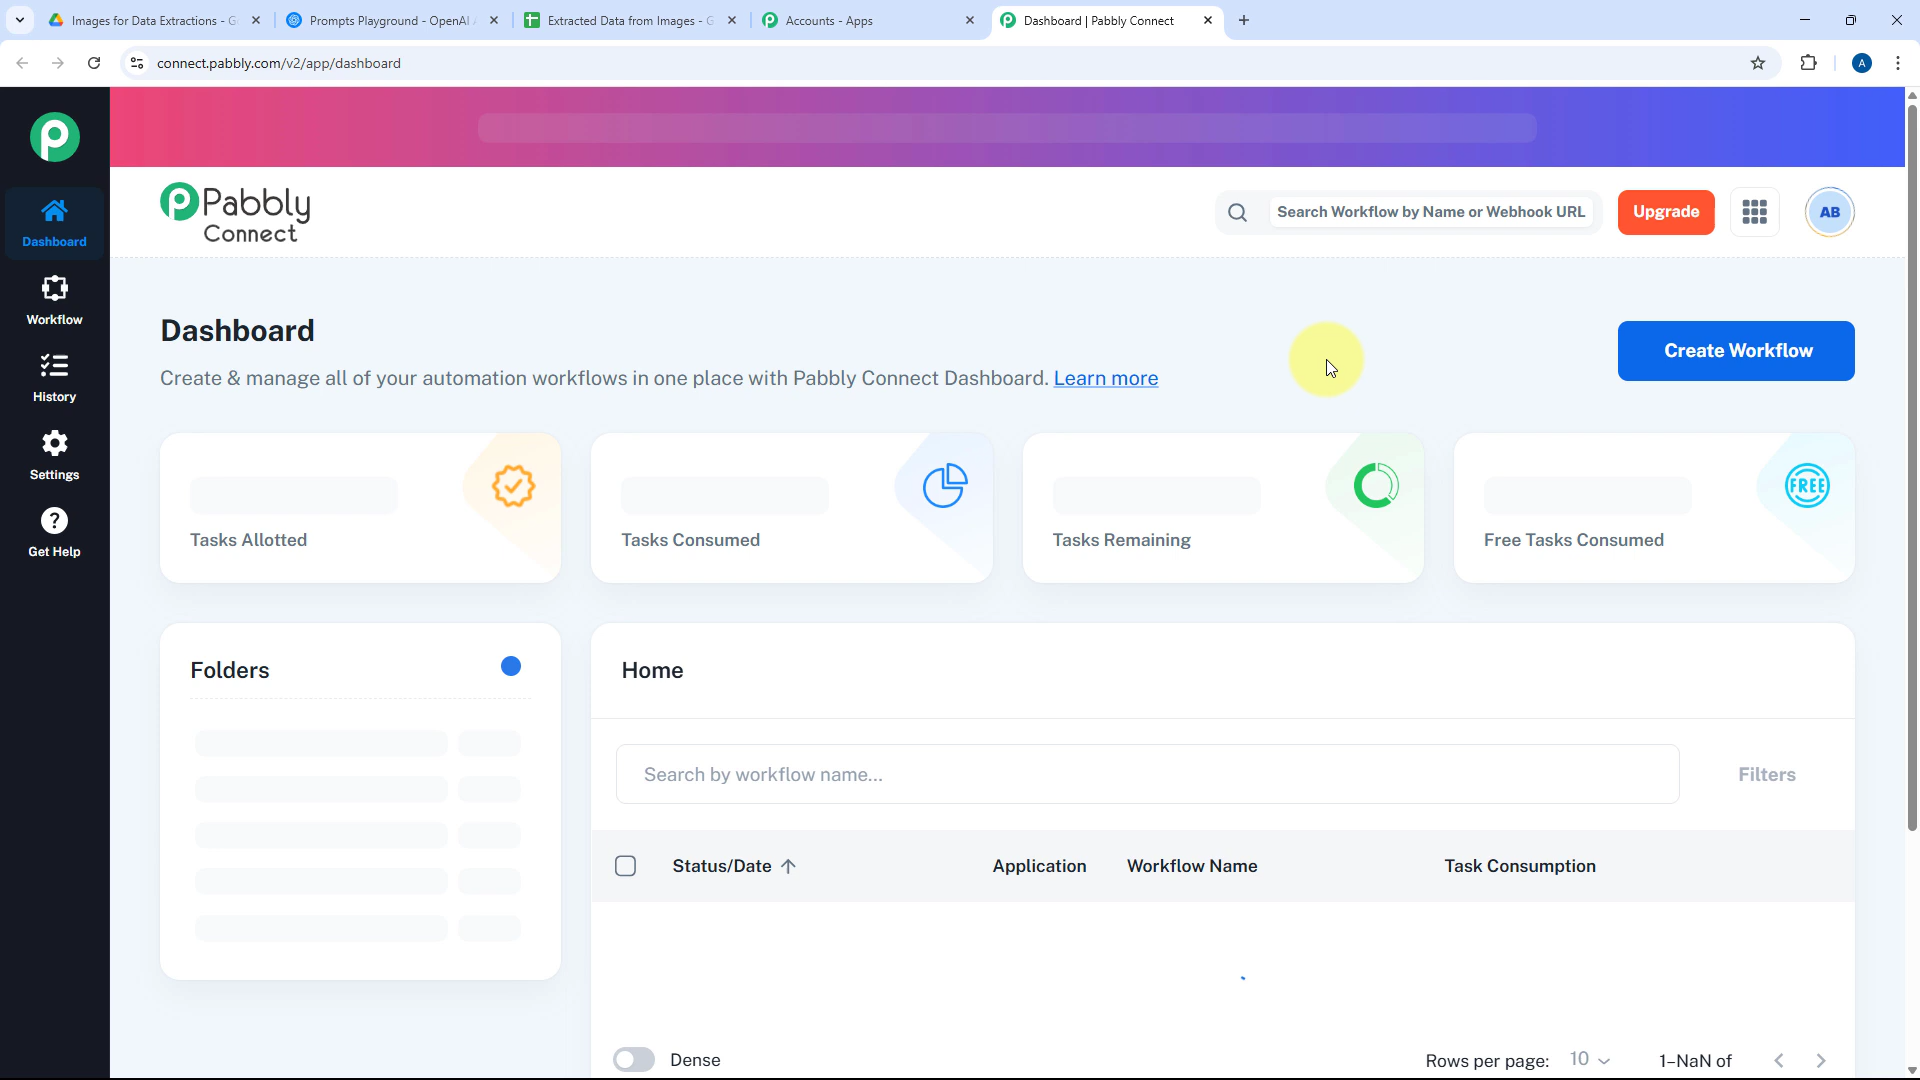 Images for Data Extractions - G
Prompts Playground - OpenAI
Extracted Data from Images - G
Accounts - Apps
Dashboard | Pabbly Connect
connect.pabbly.com/v2/app/dashboard
A
Pabbly
Connect
Search Workflow by Name or Webhook URL
Upgrade
AB
Dashboard
Workflow
History
Settings
Get Help
Dashboard
Create & manage all of your automation workflows in one place with Pabbly Connect Dashboard. Learn more
Create Workflow
Tasks Allotted
Tasks Consumed
Tasks Remaining
FREE
Free Tasks Consumed
Folders
Home
Search by workflow name...
Filters
Status/Date
Application
Workflow Name
Task Consumption
Dense
Rows per page:
10
1–NaN of